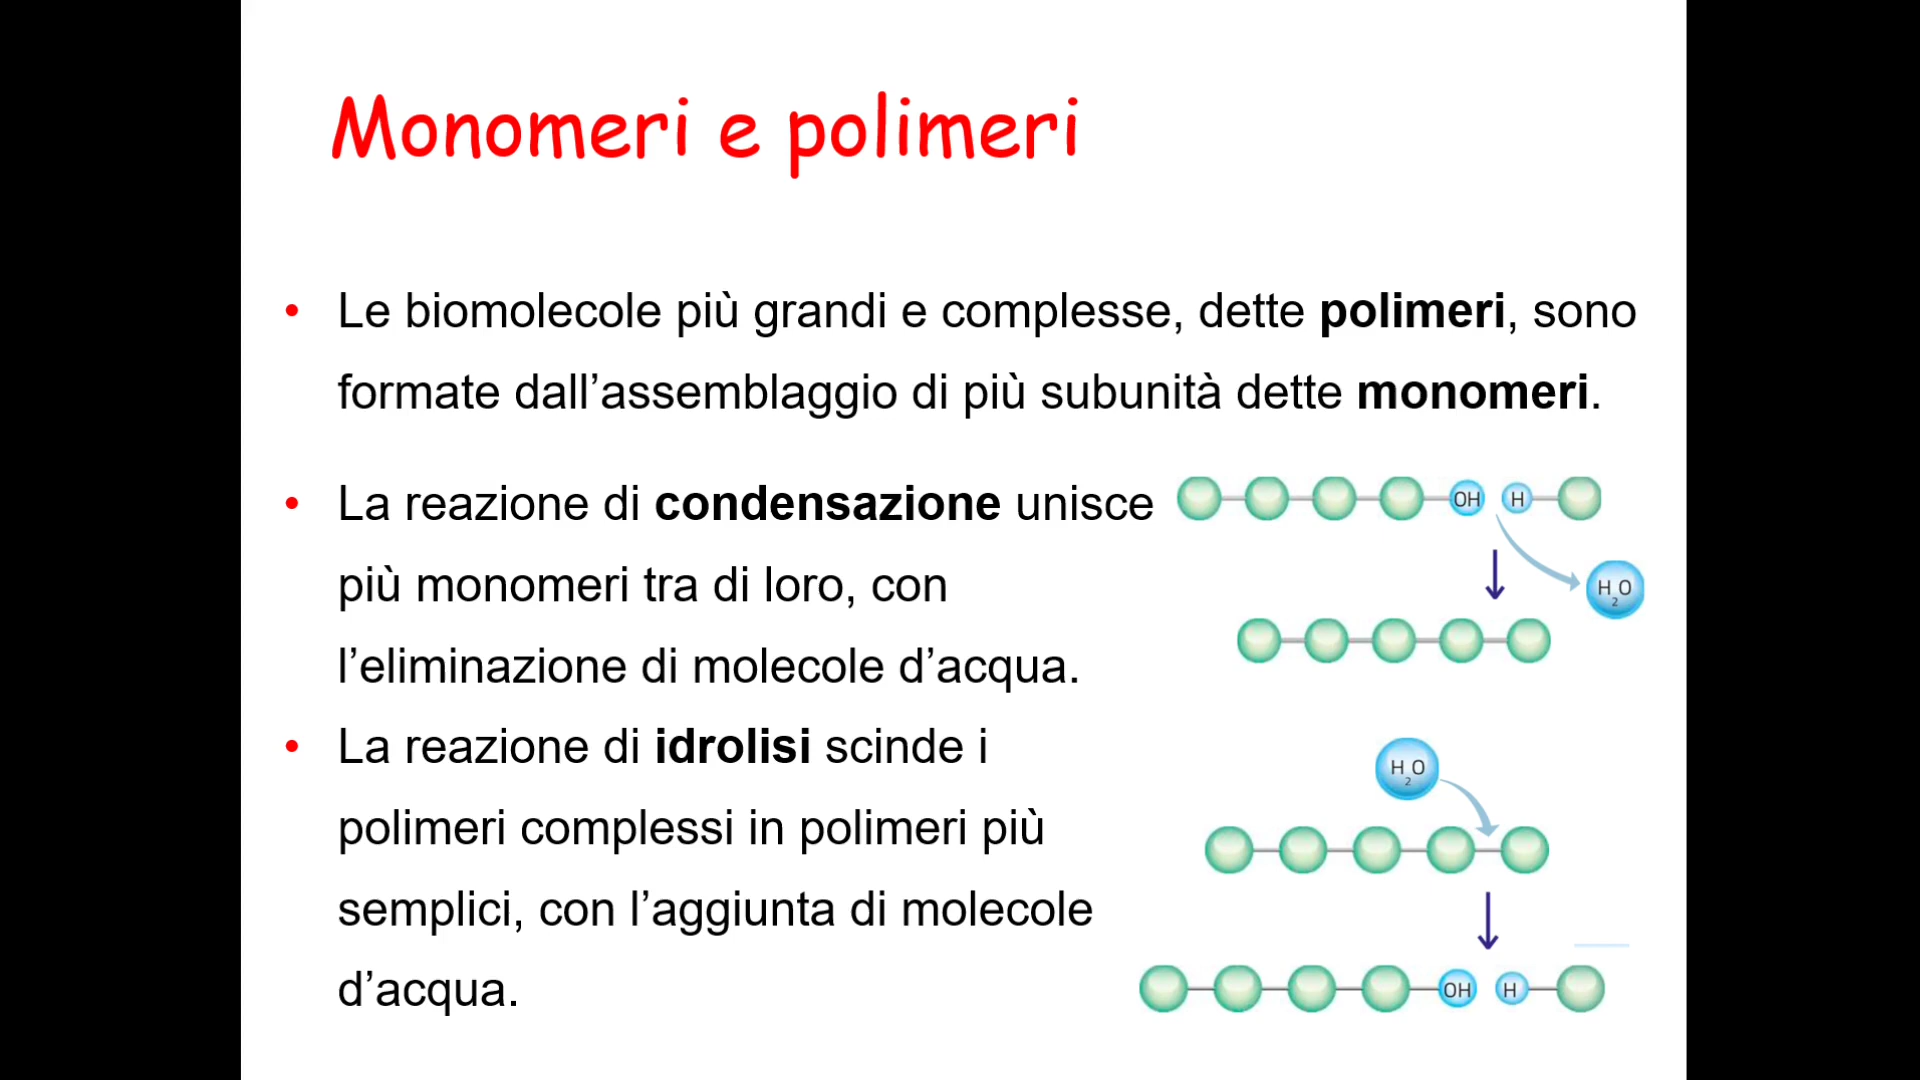 Monomeri e polimeri
• Le biomolecole più grandi e complesse, dette polimeri, sono
formate dall’assemblaggio di più subunità dette monomeri.
• La reazione di condensazione unisce
più monomeri tra di loro, con
l’eliminazione di molecole d’acqua.
• La reazione di idrolisi scinde i
polimeri complessi in polimeri più
semplici, con l’aggiunta di molecole
d’acqua.
OH H
H2O
H2O
OH H